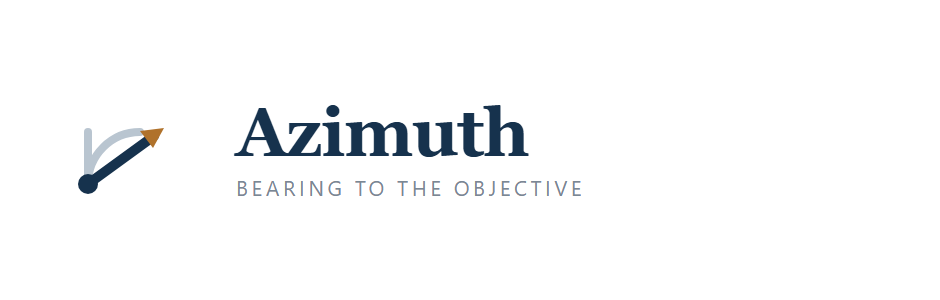 Azimuth
BEARING TO THE OBJECTIVE